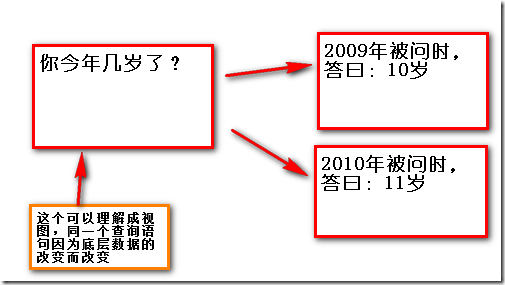 你今年几岁了？
2009年被问时，
答曰：10岁
2010年被问时，
答曰：11岁
这个可以理解成视
图，同一个查询语
句因为底层数据的
改变而改变